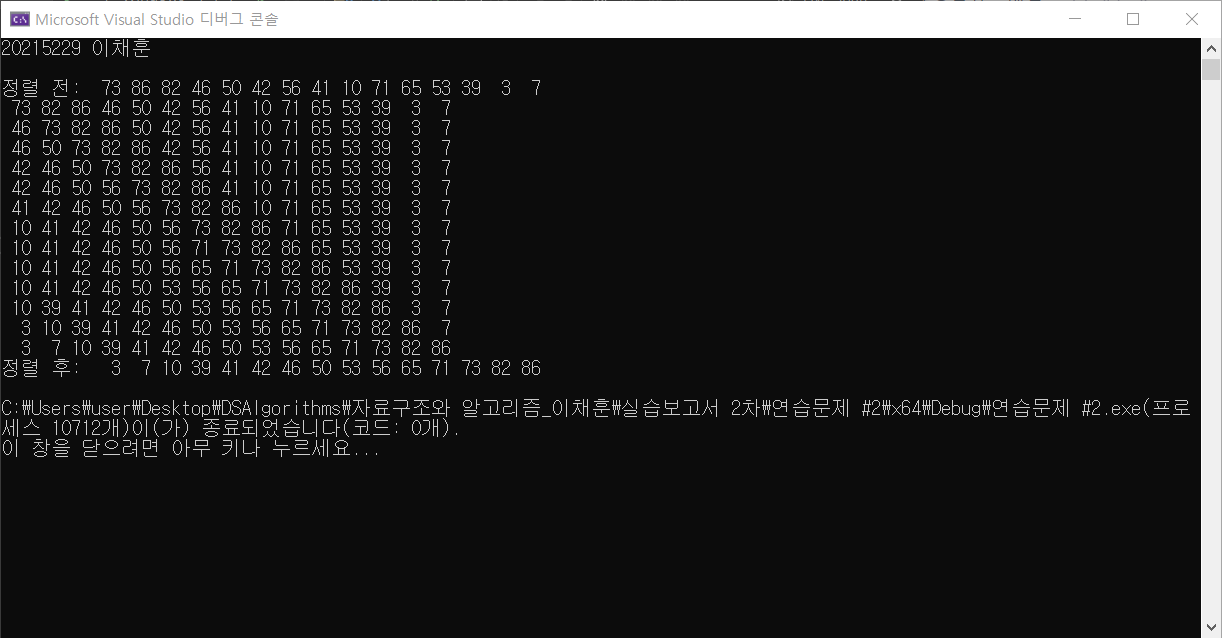 Microsoft Visual Studio 디버그 콘솔
20215229 이채훈
정렬 전:  73 86 82 46 50 42 56 41 10 71 65 53 39  3  7
 73 82 86 46 50 42 56 41 10 71 65 53 39  3  7
 46 73 82 86 50 42 56 41 10 71 65 53 39  3  7
 46 50 73 82 86 42 56 41 10 71 65 53 39  3  7
 42 46 50 73 82 86 56 41 10 71 65 53 39  3  7
 42 46 50 56 73 82 86 41 10 71 65 53 39  3  7
 41 42 46 50 56 73 82 86 10 71 65 53 39  3  7
 10 41 42 46 50 56 73 82 86 71 65 53 39  3  7
 10 41 42 46 50 56 71 73 82 86 65 53 39  3  7
 10 41 42 46 50 56 65 71 73 82 86 53 39  3  7
 10 41 42 46 50 53 56 65 71 73 82 86 39  3  7
 10 39 41 42 46 50 53 56 65 71 73 82 86  3  7
  3 10 39 41 42 46 50 53 56 65 71 73 82 86  7
  3  7 10 39 41 42 46 50 53 56 65 71 73 82 86
정렬 후:   3  7 10 39 41 42 46 50 53 56 65 71 73 82 86
C:₩Users₩user₩Desktop₩DSAlgorithms₩자료구조와 알고리즘_이채훈₩실습보고서 2차₩연습문제 #2₩x64₩Debug₩연습문제 #2.exe(프로
세스 10712개)이(가) 종료되었습니다(코드: 0개).
이 창을 닫으려면 아무 키나 누르세요...